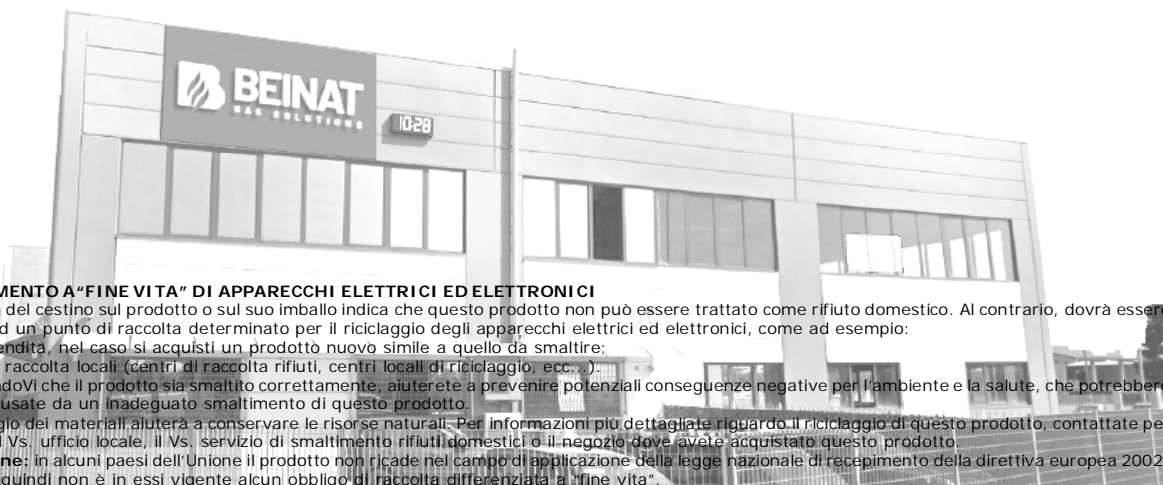 BEINAT
GAS SOLUTIONS
10:28
MENTO A “FINE VITA” DI APPARECCHI ELETTRICI ED ELETTRONICI
del cestino sul prodotto o sul suo imballo indica che questo prodotto non può essere trattato come rifiuto domestico. Al contrario, dovrà essere
d un punto di raccolta determinato per il riciclaggio degli apparecchi elettrici ed elettronici, come ad esempio:
endita, nel caso si acquisti un prodotto nuovo simile a quello da smaltire;
raccolta locali (centri di raccolta rifiuti, centri locali di riciclaggio, ecc...).
adoVi che il prodotto sia smaltito correttamente, aiuterete a prevenire potenziali conseguenze negative per l’ambiente e la salute, che potrebbero
usate da un inadeguato smaltimento di questo prodotto.
gio dei materiali aiuterà a conservare le risorse naturali. Per informazioni più dettagliate riguardo il riciclaggio di questo prodotto, contattate pe
l Vs. ufficio locale, il Vs. servizio di smaltimento rifiuti domestici o il negozio dove avete acquistato questo prodotto.
ne: in alcuni paesi dell’Unione il prodotto non ricade nel campo di applicazione della legge nazionale di recepimento della direttiva europea 2002
quindi non è in essi vigente alcun obbligo di raccolta differenziata a “fine vita”.